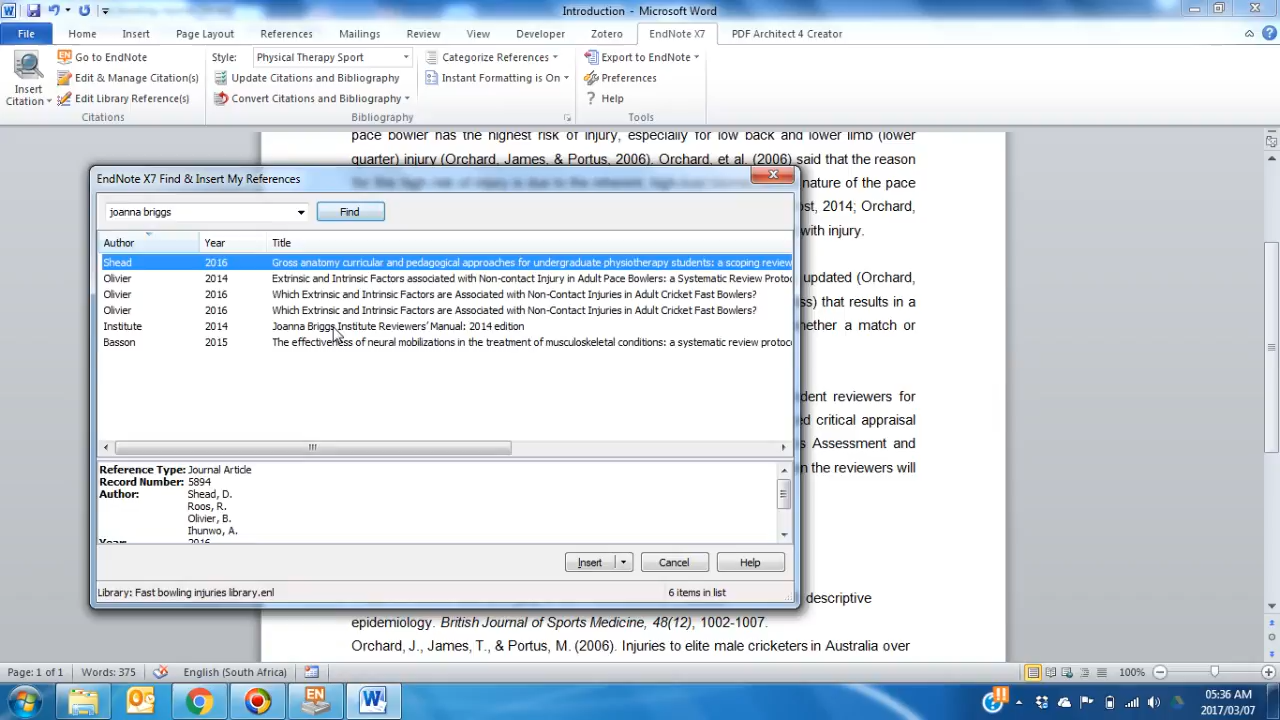 Introduction - Microsoft Word
File Home Insert Page Layout References Mailings Review View Developer Zotero EndNote X7 PDF Architect 4 Creator
Insert
Citation
Go to EndNote
Edit & Manage Citation(s)
Edit Library Reference(s)
Citations
Style: Physical Therapy Sport
Update Citations and Bibliography
Convert Citations and Bibliography
Categorize References
Instant Formatting is On
Bibliography
Export to EndNote
Preferences
Help
Tools
pace bowler has the highest risk of injury, especially for low back and lower limb (lower
quarter) injury (Orchard, James, & Portus, 2006). Orchard, et al. (2006) said that the reason
EndNote X7 Find & Insert My References
nature of the pace
joanna briggs Find
ost, 2014; Orchard,
with injury.
Author Year Title
Shead 2016 Gross anatomy curricular and pedagogical approaches for undergraduate physiotherapy students: a scoping review
Olivier 2014 Extrinsic and Intrinsic Factors associated with Non-contact Injury in Adult Pace Bowlers: a Systematic Review Protoc
updated (Orchard,
Olivier 2016 Which Extrinsic and Intrinsic Factors are Associated with Non-Contact Injuries in Adult Cricket Fast Bowlers?
ss) that results in a
Olivier 2016 Which Extrinsic and Intrinsic Factors are Associated with Non-Contact Injuries in Adult Cricket Fast Bowlers?
Institute 2014 Joanna Briggs Institute Reviewers' Manual: 2014 edition
hether a match or
Basson 2015 The effectiveness of neural mobilizations in the treatment of musculoskeletal conditions: a systematic review protoco
dent reviewers for
ed critical appraisal
s Assessment and
n the reviewers will
Reference Type: Journal Article
Record Number: 5894
Author: Shead, D.
Roos, R.
Olivier, B.
Ihunwo, A.
Year: 2016
Insert Cancel Help
Library: Fast bowling injuries library.enl 6 items in list
descriptive
epidemiology. British Journal of Sports Medicine, 48(12), 1002-1007.
Orchard, J., James, T., & Portus, M. (2006). Injuries to elite male cricketers in Australia over
Page: 1 of 1 Words: 375 English (South Africa) 100%
05:36 AM
2017/03/07